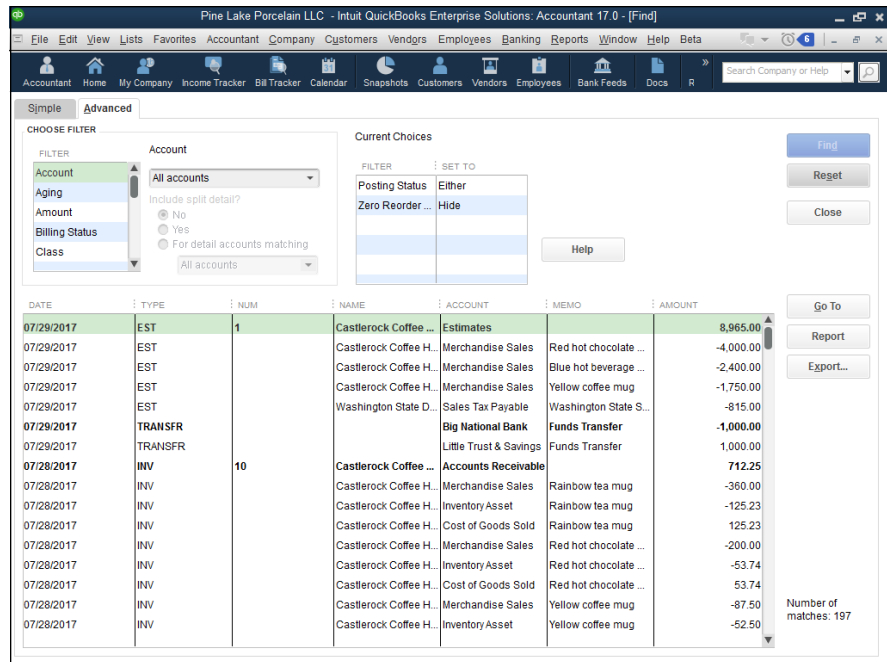 qb Pine Lake Porcelain LLC - Intuit QuickBooks Enterprise Solutions: Accountant 17.0 - [Find]
File Edit View Lists Favorites Accountant Company Customers Vendors Employees Banking Reports Window Help Beta 6
Accountant Home My Company Income Tracker Bill Tracker Calendar Snapshots Customers Vendors Employees Bank Feeds Docs R » Search Company or Help
Simple Advanced
CHOOSE FILTER
FILTER
Account
Aging
Amount
Billing Status
Class
Account
All accounts
Include split detail?
No
Yes
For detail accounts matching
All accounts
Current Choices
FILTER SET TO
Posting Status Either
Zero Reorder ... Hide
Help
Find
Reset
Close
DATE TYPE NUM NAME ACCOUNT MEMO AMOUNT
07/29/2017 EST 1 Castlerock Coffee ... Estimates 8,965.00
07/29/2017 EST Castlerock Coffee H... Merchandise Sales Red hot chocolate ... -4,000.00
07/29/2017 EST Castlerock Coffee H... Merchandise Sales Blue hot beverage ... -2,400.00
07/29/2017 EST Castlerock Coffee H... Merchandise Sales Yellow coffee mug -1,750.00
07/29/2017 EST Washington State D... Sales Tax Payable Washington State S... -815.00
07/29/2017 TRANSFR Big National Bank Funds Transfer -1,000.00
07/29/2017 TRANSFR Little Trust & Savings Funds Transfer 1,000.00
07/28/2017 INV 10 Castlerock Coffee ... Accounts Receivable 712.25
07/28/2017 INV Castlerock Coffee H... Merchandise Sales Rainbow tea mug -360.00
07/28/2017 INV Castlerock Coffee H... Inventory Asset Rainbow tea mug -125.23
07/28/2017 INV Castlerock Coffee H... Cost of Goods Sold Rainbow tea mug 125.23
07/28/2017 INV Castlerock Coffee H... Merchandise Sales Red hot chocolate ... -200.00
07/28/2017 INV Castlerock Coffee H... Inventory Asset Red hot chocolate ... -53.74
07/28/2017 INV Castlerock Coffee H... Cost of Goods Sold Red hot chocolate ... 53.74
07/28/2017 INV Castlerock Coffee H... Merchandise Sales Yellow coffee mug -87.50
07/28/2017 INV Castlerock Coffee H... Inventory Asset Yellow coffee mug -52.50
Go To
Report
Export...
Number of
matches: 197